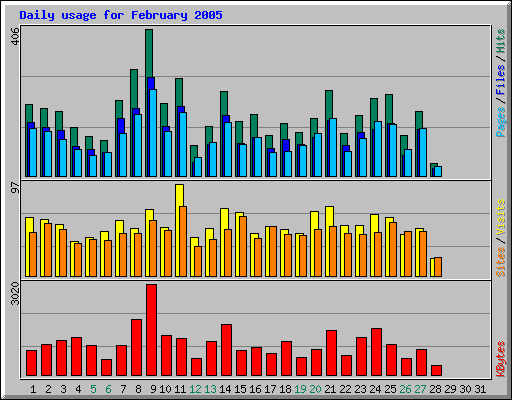 Daily usage for February 2005
406
97
3020
Pages / Files / Hits
Sites / Visits
KBytes
1 2 3 4 5 6 7 8 9 10 11 12 13 14 15 16 17 18 19 20 21 22 23 24 25 26 27 28 29 30 31